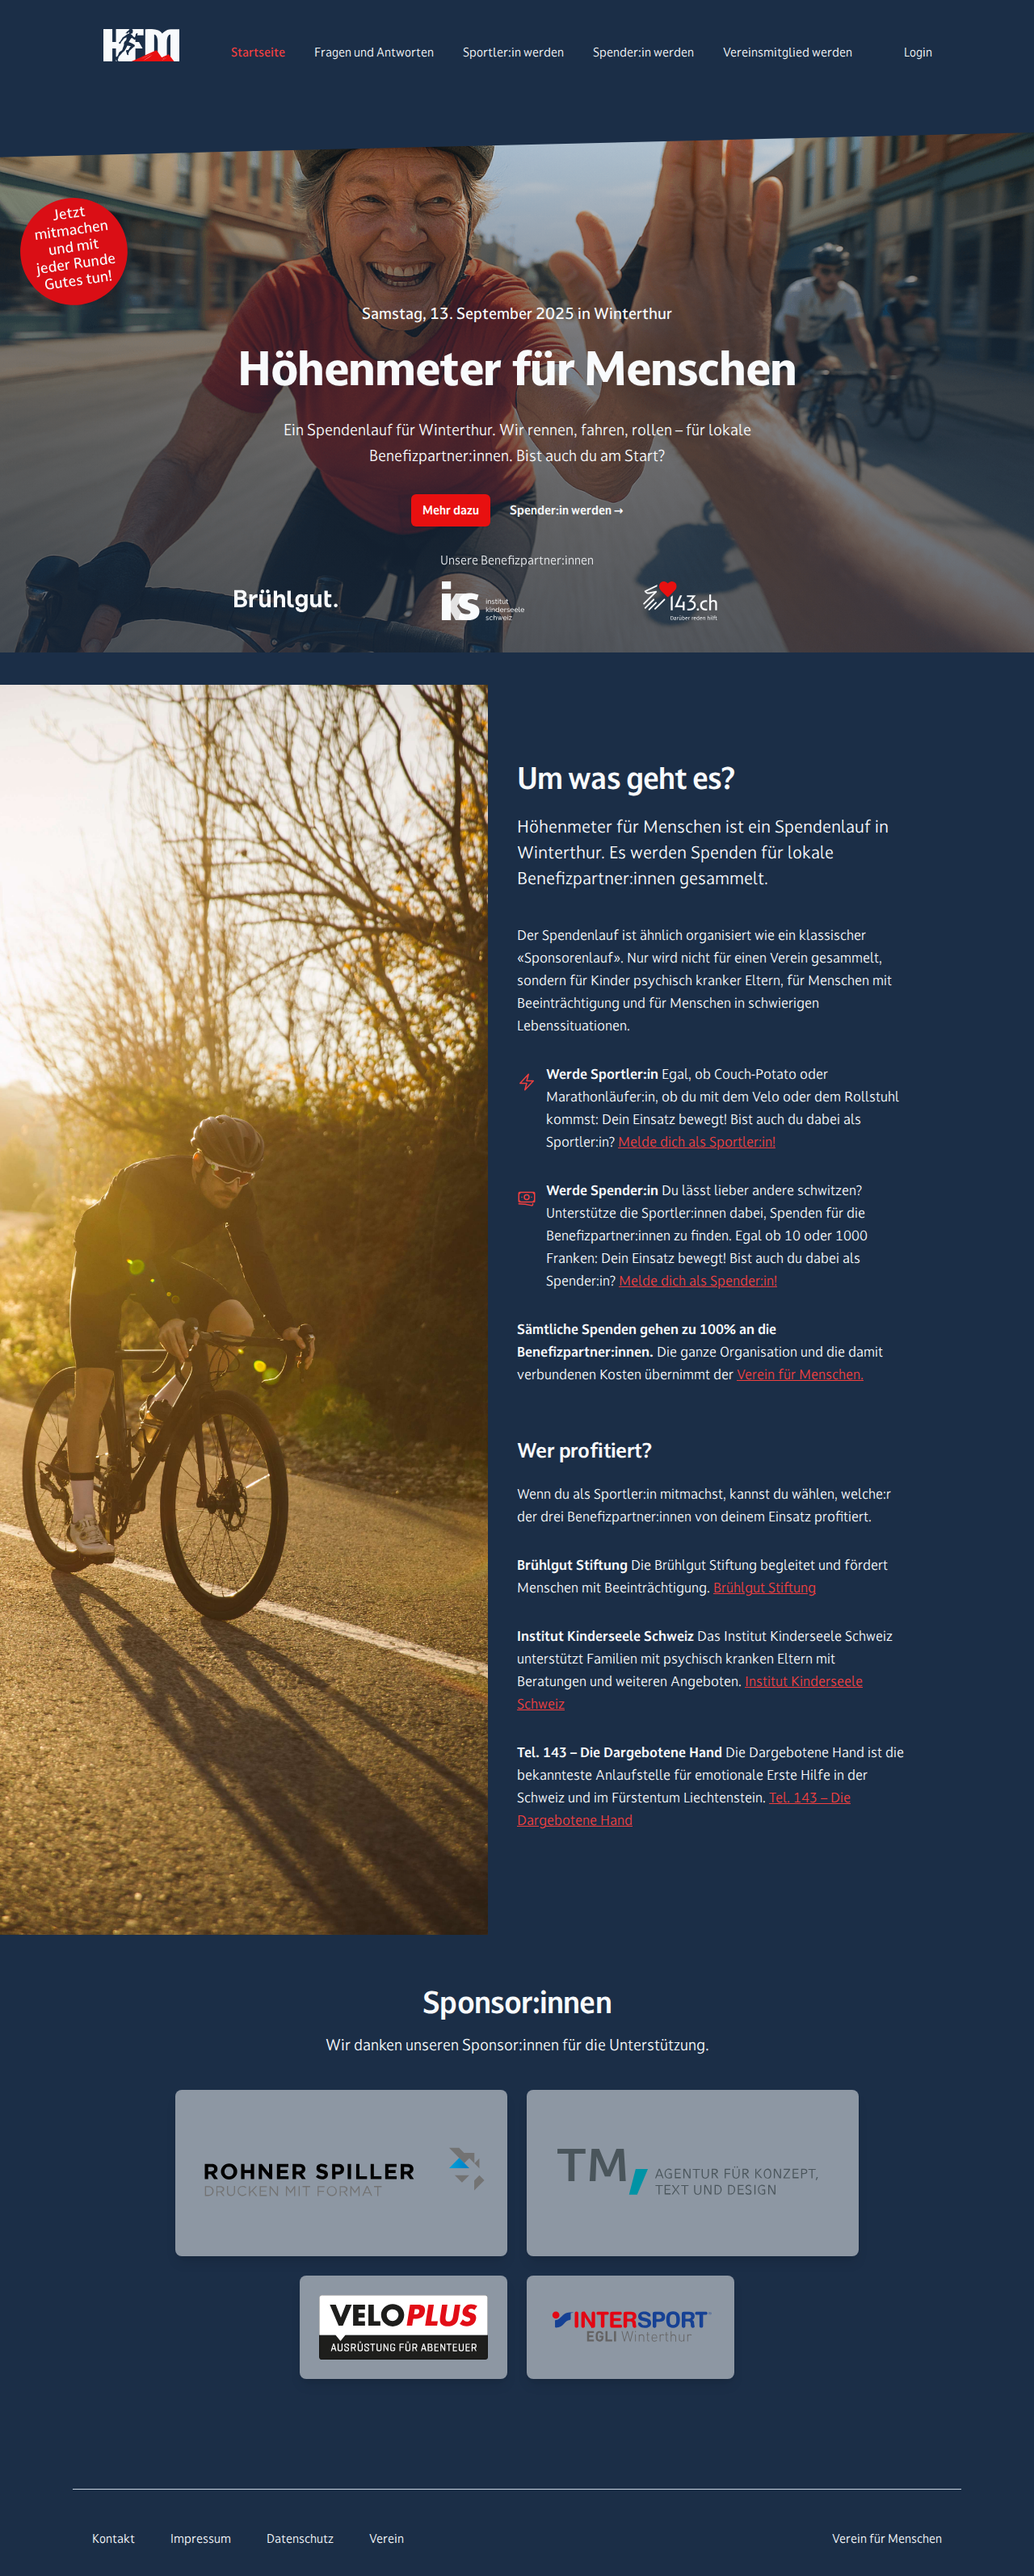 HFM
Startseite
Fragen und Antworten
Sportler:in werden
Spender:in werden
Vereinsmitglied werden
Login
Jetzt
mitmachen
und mit
jeder Runde
Gutes tun!
Samstag, 13. September 2025 in Winterthur
Höhenmeter für Menschen
Ein Spendenlauf für Winterthur. Wir rennen, fahren, rollen – für lokale
Benefizpartner:innen. Bist auch du am Start?
Mehr dazu
Spender:in werden →
Unsere Benefizpartner:innen
Brühlgut.
iks
institut
kinderseele
schweiz
143.ch
Darüber reden hilft
Um was geht es?
Höhenmeter für Menschen ist ein Spendenlauf in
Winterthur. Es werden Spenden für lokale
Benefizpartner:innen gesammelt.
Der Spendenlauf ist ähnlich organisiert wie ein klassischer
«Sponsorenlauf». Nur wird nicht für einen Verein gesammelt,
sondern für Kinder psychisch kranker Eltern, für Menschen mit
Beeinträchtigung und für Menschen in schwierigen
Lebenssituationen.
Werde Sportler:in Egal, ob Couch-Potato oder
Marathonläufer:in, ob du mit dem Velo oder dem Rollstuhl
kommst: Dein Einsatz bewegt! Bist auch du dabei als
Sportler:in? Melde dich als Sportler:in!
Werde Spender:in Du lässt lieber andere schwitzen?
Unterstütze die Sportler:innen dabei, Spenden für die
Benefizpartner:innen zu finden. Egal ob 10 oder 1000
Franken: Dein Einsatz bewegt! Bist auch du dabei als
Spender:in? Melde dich als Spender:in!
Sämtliche Spenden gehen zu 100% an die
Benefizpartner:innen. Die ganze Organisation und die damit
verbundenen Kosten übernimmt der Verein für Menschen.
Wer profitiert?
Wenn du als Sportler:in mitmachst, kannst du wählen, welche:r
der drei Benefizpartner:innen von deinem Einsatz profitiert.
Brühlgut Stiftung Die Brühlgut Stiftung begleitet und fördert
Menschen mit Beeinträchtigung. Brühlgut Stiftung
Institut Kinderseele Schweiz Das Institut Kinderseele Schweiz
unterstützt Familien mit psychisch kranken Eltern mit
Beratungen und weiteren Angeboten. Institut Kinderseele
Schweiz
Tel. 143 – Die Dargebotene Hand Die Dargebotene Hand ist die
bekannteste Anlaufstelle für emotionale Erste Hilfe in der
Schweiz und im Fürstentum Liechtenstein. Tel. 143 – Die
Dargebotene Hand
Sponsor:innen
Wir danken unseren Sponsor:innen für die Unterstützung.
ROHNER SPILLER
DRUCKEN MIT FORMAT
TM
AGENTUR FÜR KONZEPT,
TEXT UND DESIGN
VELOPLUS
AUSRÜSTUNG FÜR ABENTEUER
INTERSPORT
EGLI Winterthur
Kontakt
Impressum
Datenschutz
Verein
Verein für Menschen